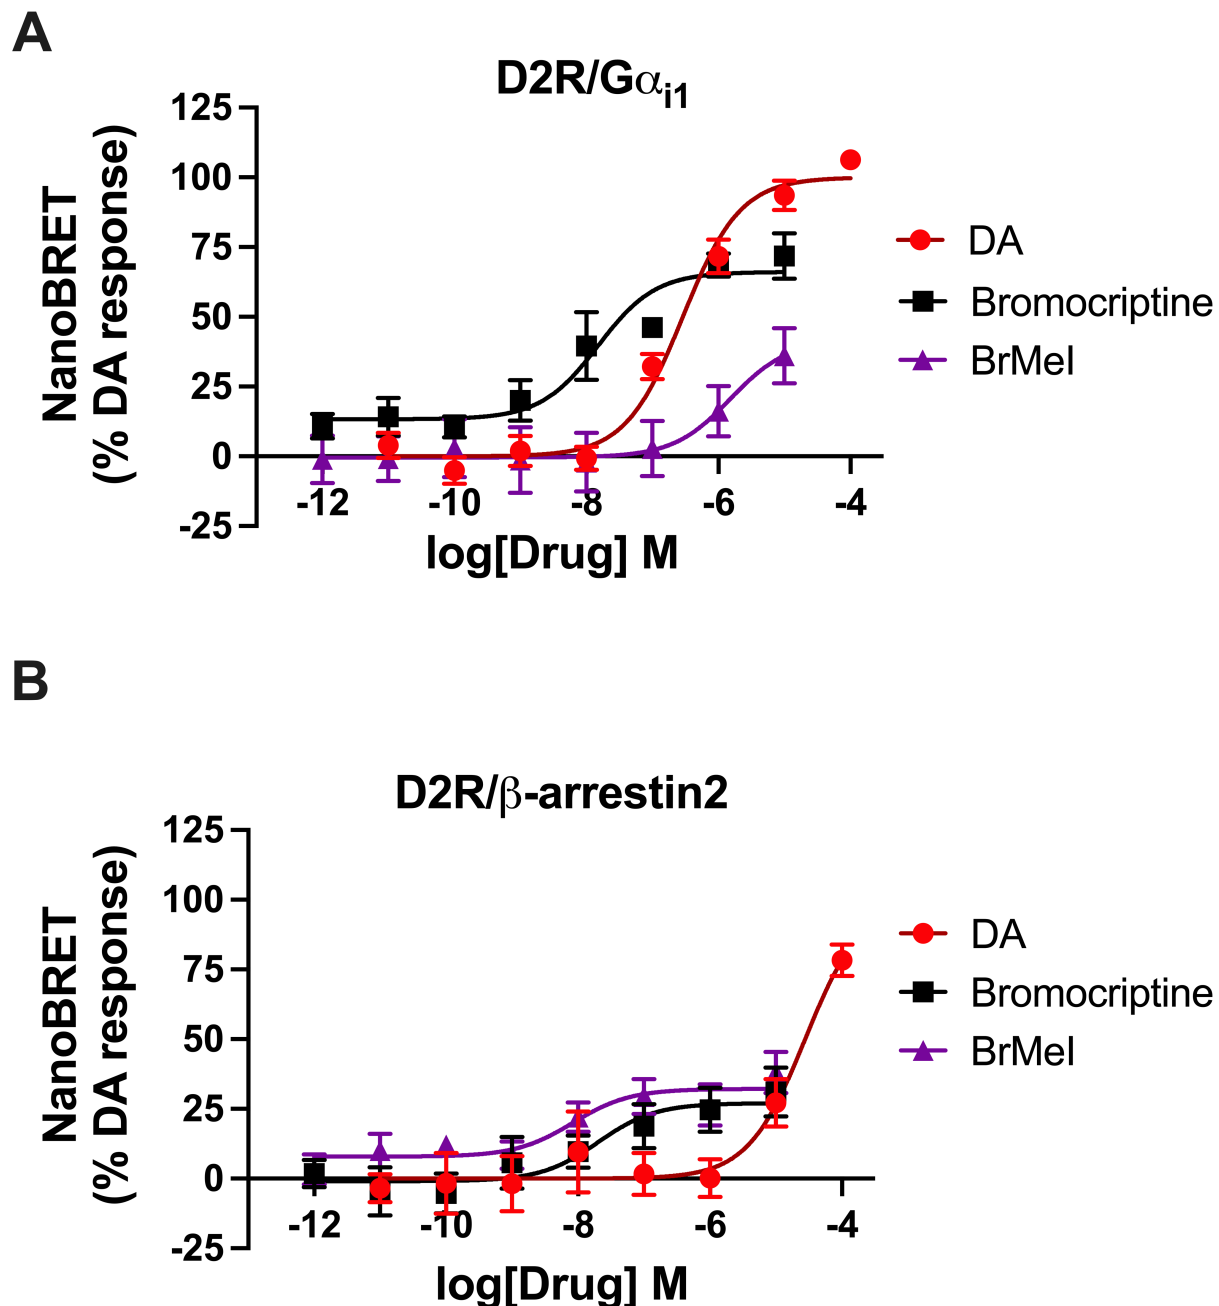 A
D2R/Gαi1
125
100
75
50
25
0
-25
NanoBRET
(% DA response)
-12 -10 -8 -6 -4
log[Drug] M
DA
Bromocriptine
BrMeI
B
D2R/β-arrestin2
125
100
75
50
25
0
-25
NanoBRET
(% DA response)
-12 -10 -8 -6 -4
log[Drug] M
DA
Bromocriptine
BrMeI